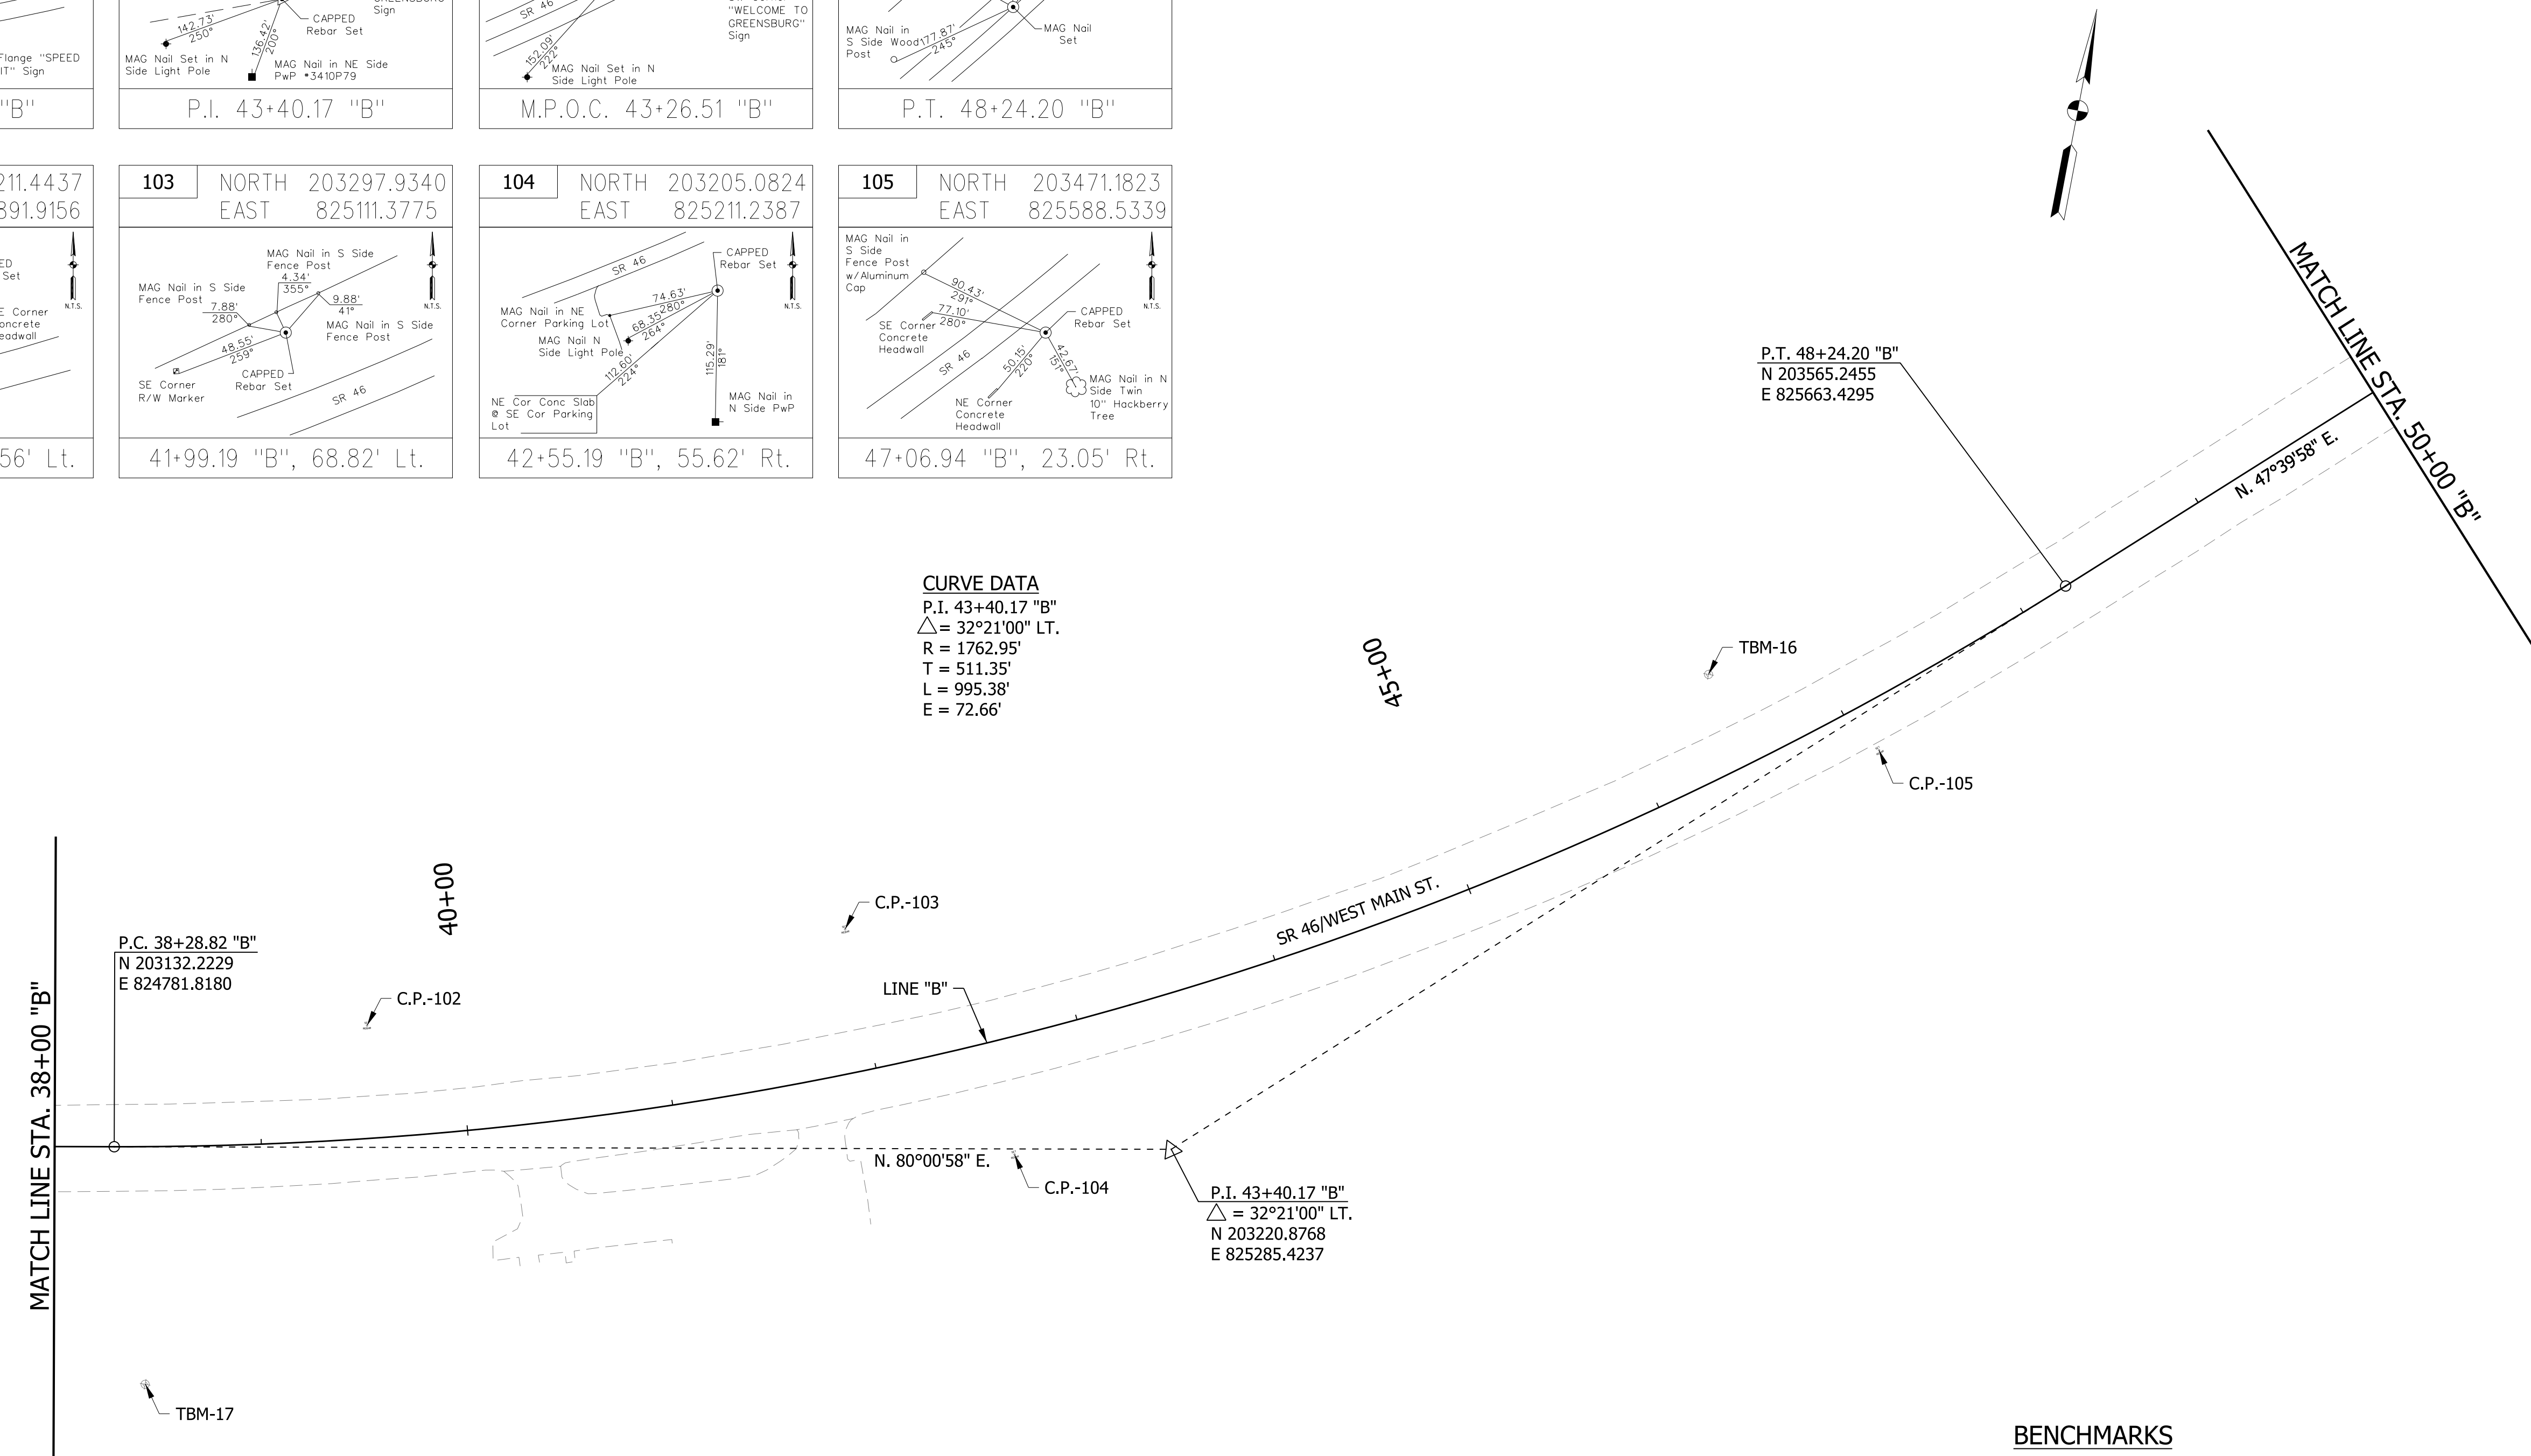 142.73'
250°
136.42'
200°
CAPPED
Rebar Set
Sign
MAG Nail Set in N
Side Light Pole
MAG Nail in NE Side
PwP *3410P79
Flange "SPEED
IT" Sign
"B"
P.I. 43+40.17 "B"
SR 46
"WELCOME TO
GREENSBURG"
Sign
152.09'
222°
MAG Nail Set in N
Side Light Pole
M.P.O.C. 43+26.51 "B"
MAG Nail in
S Side Wood
Post
177.87'
245°
MAG Nail
Set
P.T. 48+24.20 "B"
211.4437
891.9156
Set
E Corner
oncrete
eadwall
N.T.S.
56' Lt.
103
NORTH 203297.9340
EAST 825111.3775
MAG Nail in S Side
Fence Post
4.34'
355°
MAG Nail in S Side
Fence Post
7.88'
280°
9.88'
41°
MAG Nail in S Side
Fence Post
48.55'
259°
SE Corner
R/W Marker
CAPPED
Rebar Set
SR 46
N.T.S.
41+99.19 "B", 68.82' Lt.
104
NORTH 203205.0824
EAST 825211.2387
SR 46
CAPPED
Rebar Set
MAG Nail in NE
Corner Parking Lot
74.63'
280°
68.35'
264°
MAG Nail N
Side Light Pole
112.60'
224°
115.29'
181°
NE Cor Conc Slab
@ SE Cor Parking
Lot
MAG Nail in
N Side PwP
N.T.S.
42+55.19 "B", 55.62' Rt.
105
NORTH 203471.1823
EAST 825588.5339
MAG Nail in
S Side
Fence Post
w/Aluminum
Cap
90.43'
291°
77.10'
280°
SE Corner
Concrete
Headwall
CAPPED
Rebar Set
SR 46
50.15'
220°
42.67'
151°
NE Corner
Concrete
Headwall
MAG Nail in N
Side Twin
10" Hackberry
Tree
N.T.S.
47+06.94 "B", 23.05' Rt.
MATCH LINE STA. 50+00 "B"
P.T. 48+24.20 "B"
N 203565.2455
E 825663.4295
N. 47°39'58" E.
CURVE DATA
P.I. 43+40.17 "B"
△= 32°21'00" LT.
R = 1762.95'
T = 511.35'
L = 995.38'
E = 72.66'
45+00
TBM-16
C.P.-105
40+00
C.P.-103
SR 46/WEST MAIN ST.
P.C. 38+28.82 "B"
N 203132.2229
E 824781.8180
C.P.-102
LINE "B"
MATCH LINE STA. 38+00 "B"
N. 80°00'58" E.
C.P.-104
P.I. 43+40.17 "B"
△ = 32°21'00" LT.
N 203220.8768
E 825285.4237
TBM-17
BENCHMARKS